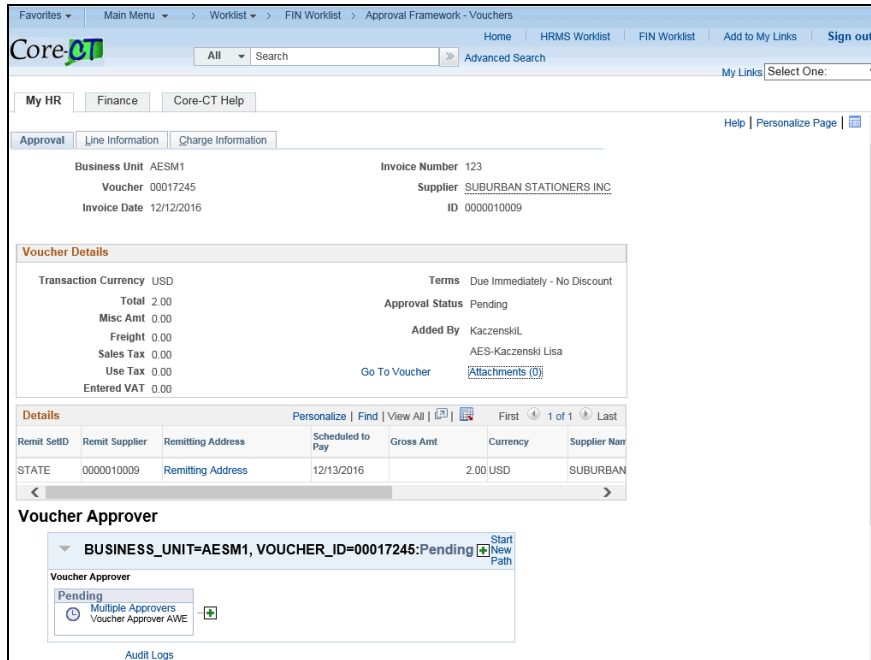 Favorites Main Menu > Worklist > FIN Worklist > Approval Framework - Vouchers
Home HRMS Worklist FIN Worklist Add to My Links Sign out
Core-CT
All Search >> Advanced Search
My Links Select One:
My HR Finance Core-CT Help
Help | Personalize Page |
Approval Line Information Charge Information
Business Unit AESM1 Invoice Number 123
Voucher 00017245 Supplier SUBURBAN STATIONERS INC
Invoice Date 12/12/2016 ID 0000010009
Voucher Details
Transaction Currency USD Terms Due Immediately - No Discount
Total 2.00 Approval Status Pending
Misc Amt 0.00
Freight 0.00 Added By KaczenskiL
Sales Tax 0.00 AES-Kaczenski Lisa
Use Tax 0.00 Go To Voucher Attachments (0)
Entered VAT 0.00
Details Personalize | Find | View All | | First 1 of 1 Last
Remit SetID Remit Supplier Remitting Address Scheduled to Pay Gross Amt Currency Supplier Nam
STATE 0000010009 Remitting Address 12/13/2016 2.00 USD SUBURBAN
Voucher Approver
BUSINESS_UNIT=AESM1, VOUCHER_ID=00017245:Pending Start New Path
Voucher Approver
Pending
Multiple Approvers
Voucher Approver AWE
Audit Logs